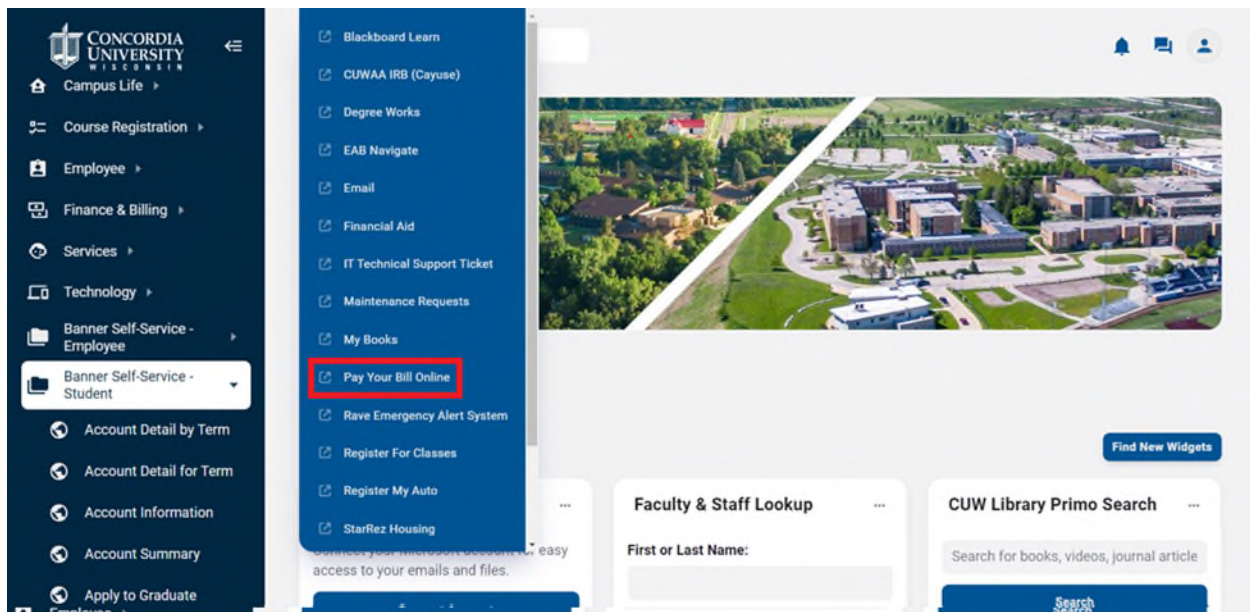 CONCORDIA
UNIVERSITY
WISCONSIN
Campus Life
Course Registration
Employee
Finance & Billing
Services
Technology
Banner Self-Service -
Employee
Banner Self-Service -
Student
Account Detail by Term
Account Detail for Term
Account Information
Account Summary
Apply to Graduate
Blackboard Learn
CUWAA IRB (Cayuse)
Degree Works
EAB Navigate
Email
Financial Aid
IT Technical Support Ticket
Maintenance Requests
My Books
Pay Your Bill Online
Rave Emergency Alert System
Register For Classes
Register My Auto
StarRez Housing
easy
access to your emails and files.
Find New Widgets
Faculty & Staff Lookup
First or Last Name:
CUW Library Primo Search
Search for books, videos, journal article
Search